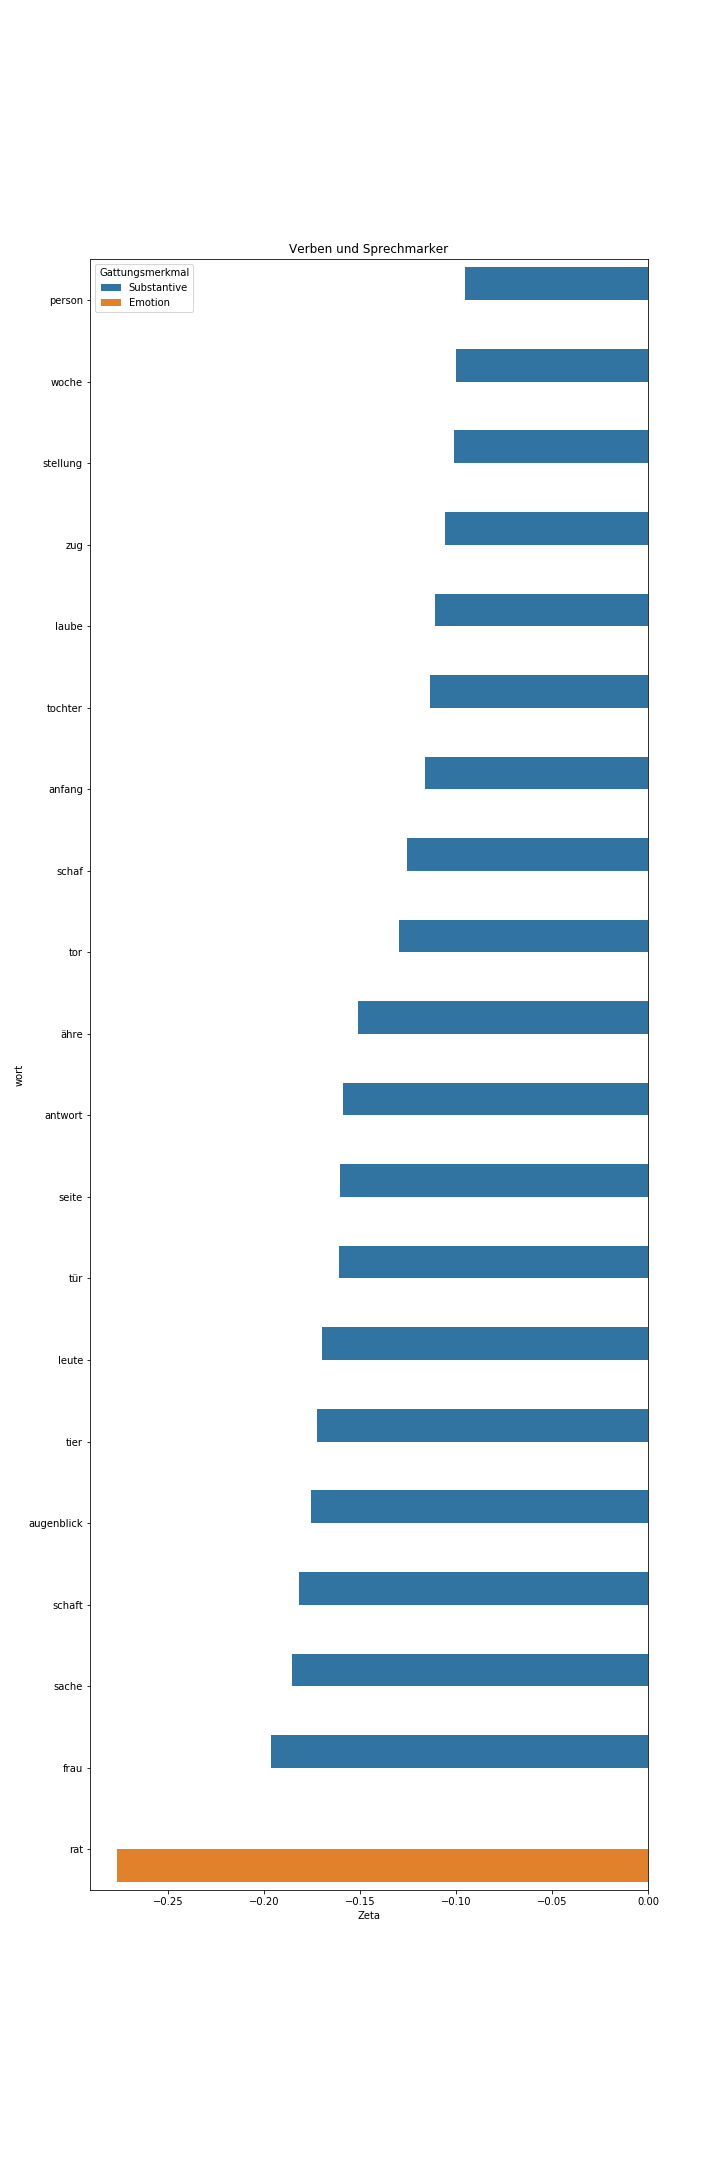 Verben und Sprechmarker
Gattungsmerkmal
Substantive
Emotion
person
woche
stellung
zug
laube
tochter
anfang
schaf
tor
ähre
antwort
seite
tür
leute
tier
augenblick
schaft
sache
frau
rat
wort
−0.25 −0.20 −0.15 −0.10 −0.05 0.00
Zeta